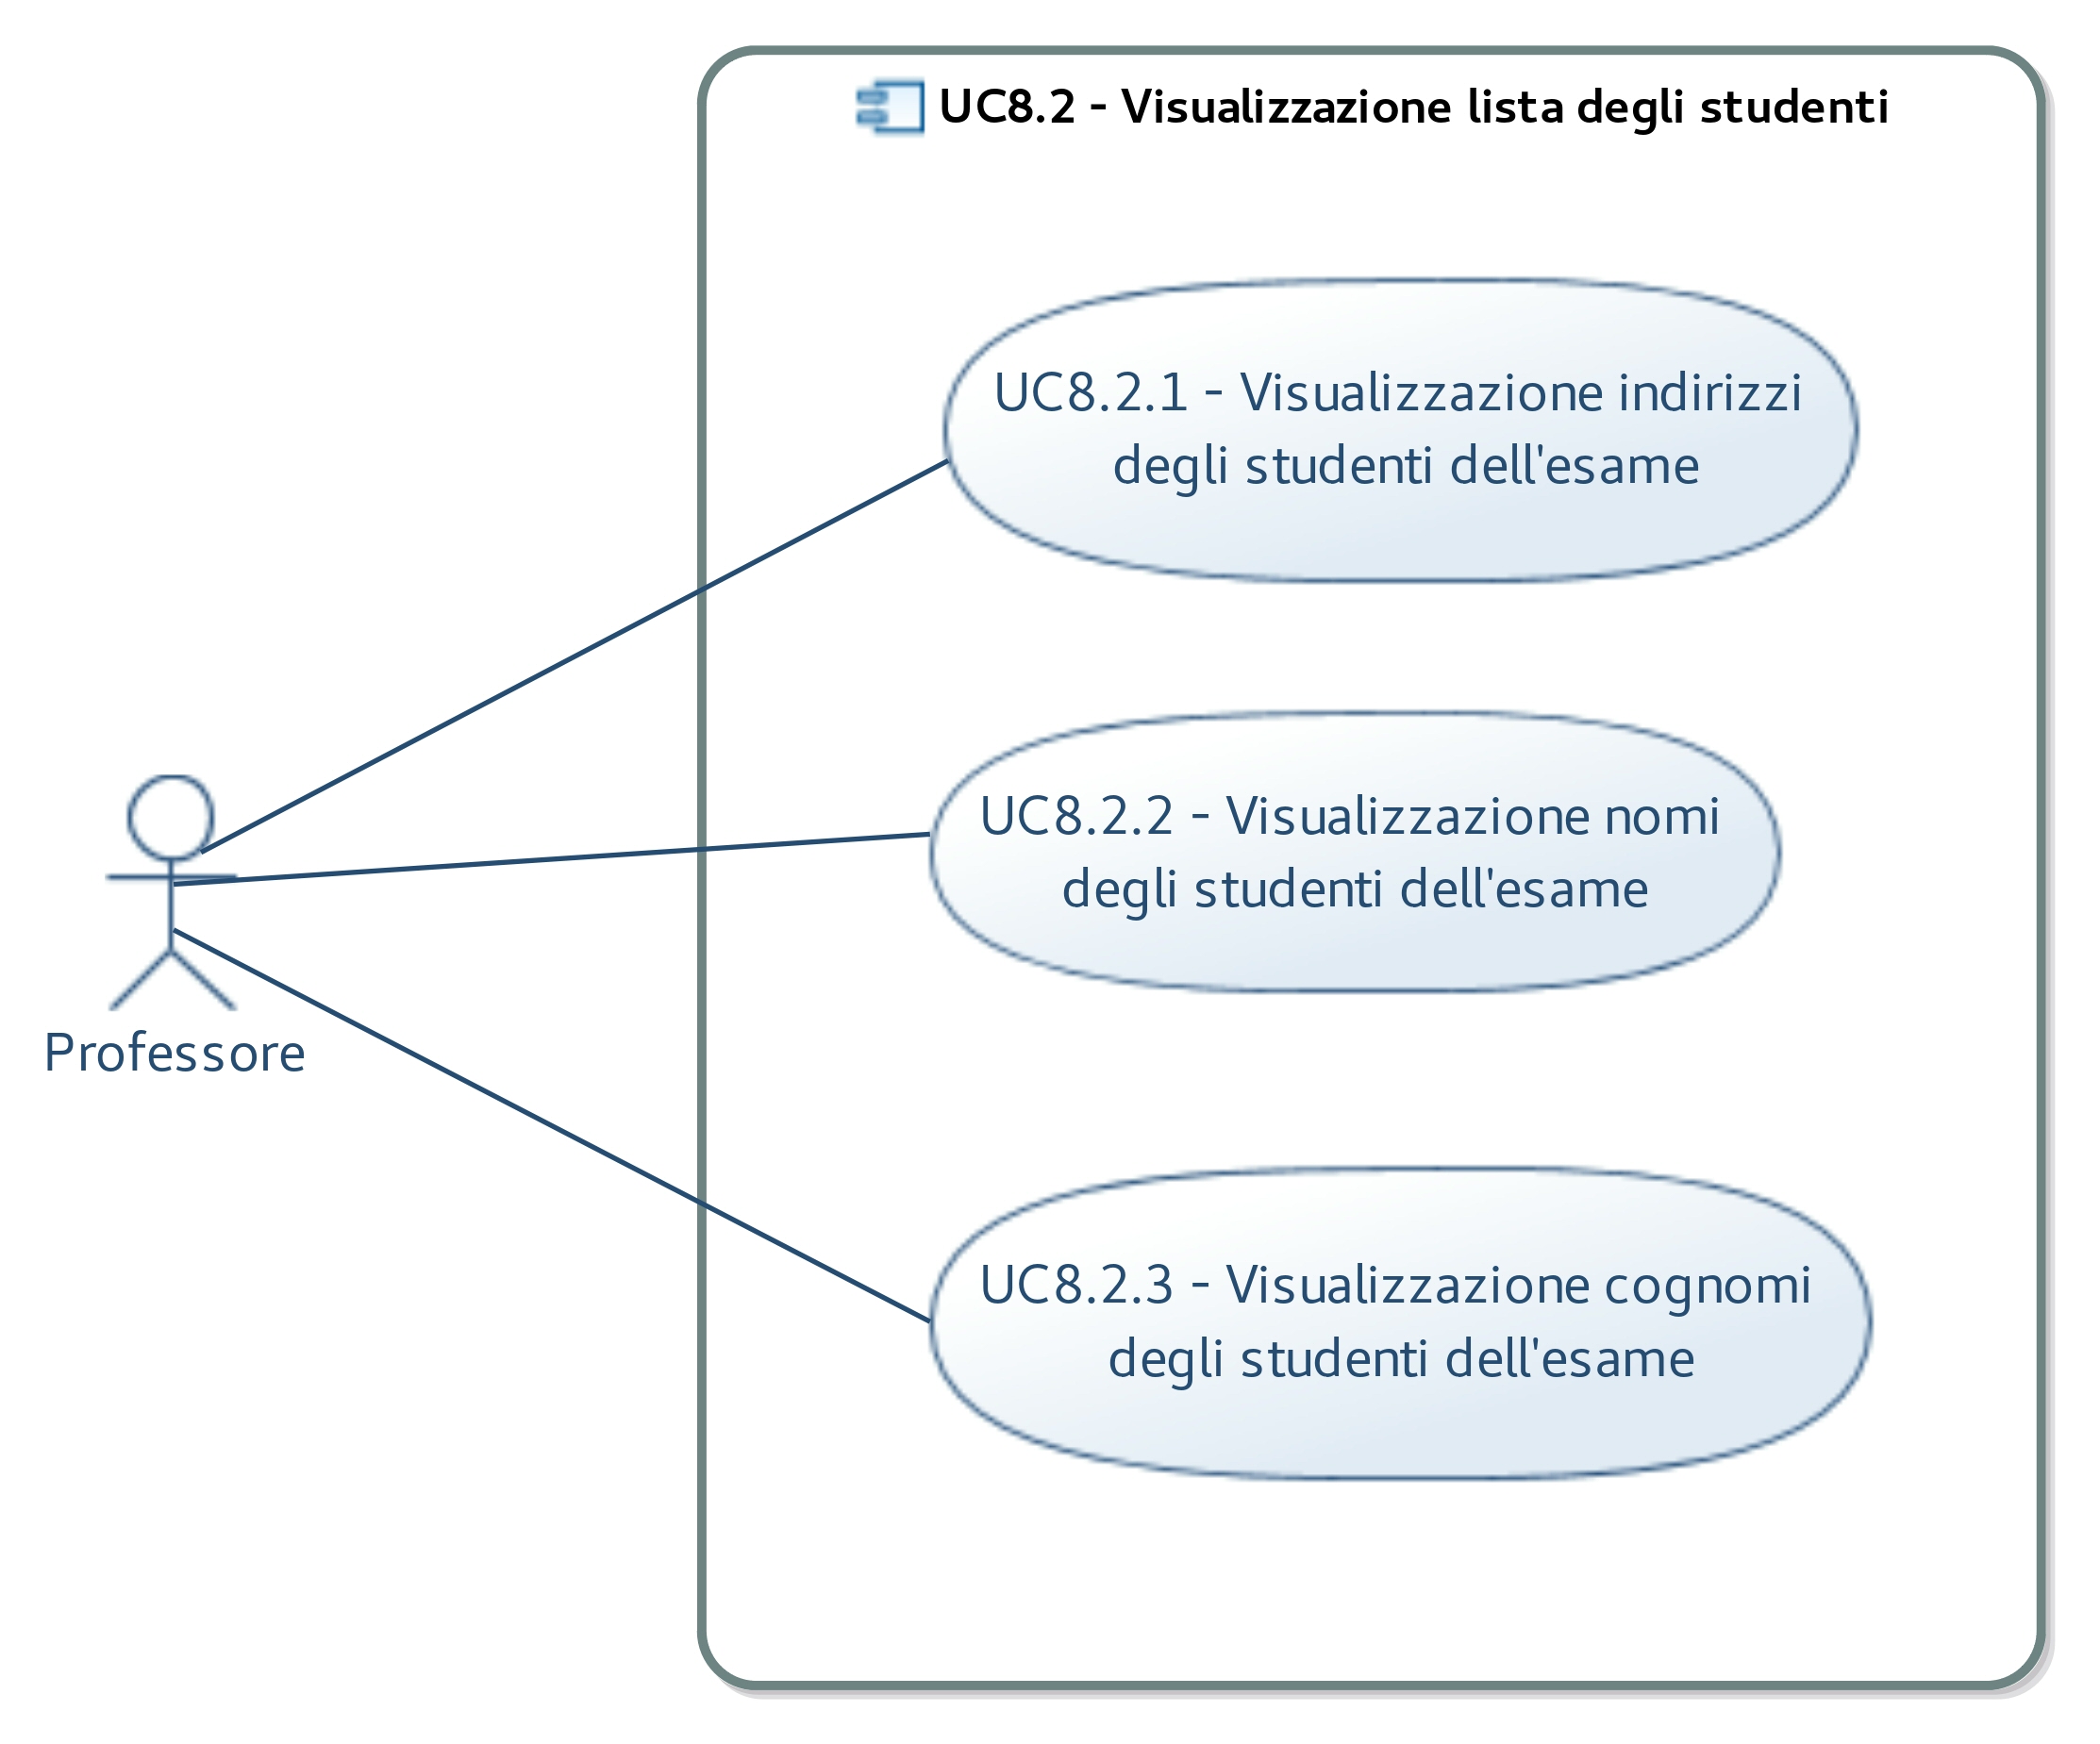 UC8.2 - Visualizzazione lista degli studenti
UC8.2.1 - Visualizzazione indirizzi
degli studenti dell'esame
UC8.2.2 - Visualizzazione nomi
degli studenti dell'esame
Professore
UC8.2.3 - Visualizzazione cognomi
degli studenti dell'esame